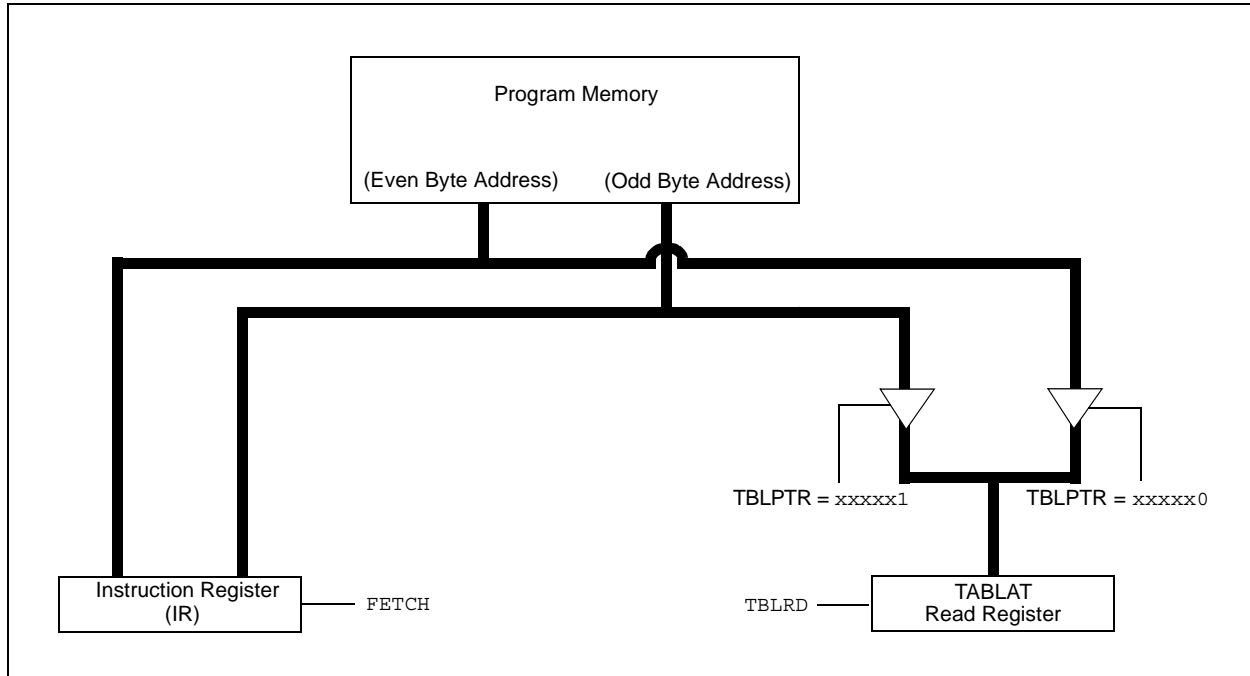 Program Memory
(Even Byte Address) (Odd Byte Address)
TBLPTR = xxxxx1 TBLPTR = xxxxx0
Instruction Register
(IR)
FETCH
TBLRD
TABLAT
Read Register